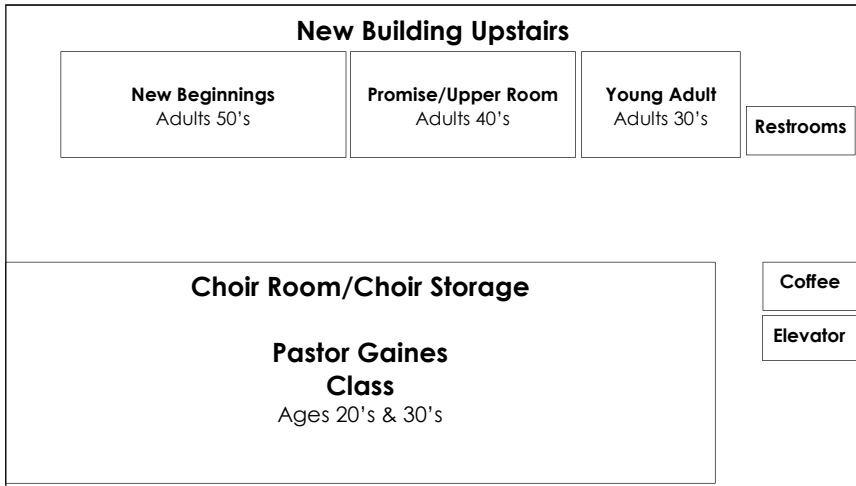 New Building Upstairs
New Beginnings
Adults 50’s
Promise/Upper Room
Adults 40’s
Young Adult
Adults 30’s
Restrooms
Choir Room/Choir Storage
Pastor Gaines
Class
Ages 20’s & 30’s
Coffee
Elevator